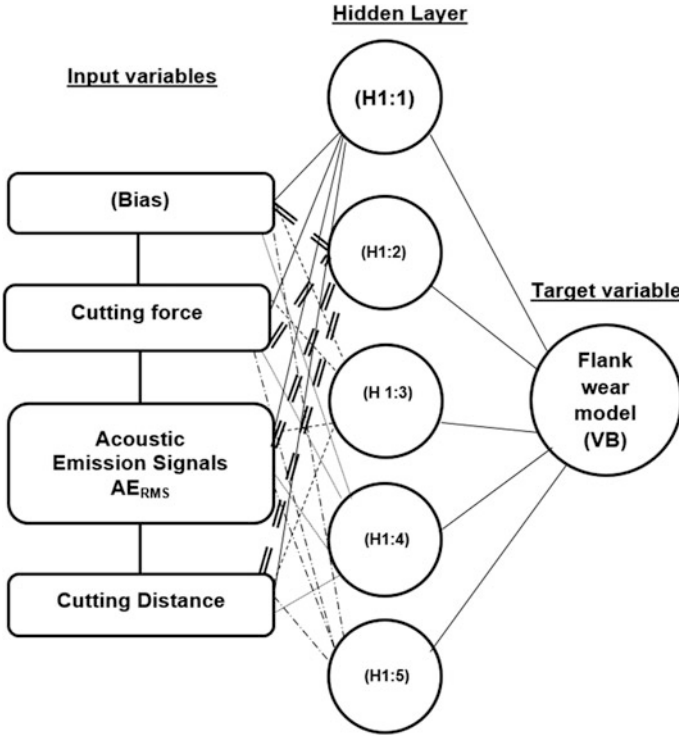 Hidden Layer
Input variables
(H1:1)
(Bias)
(H1:2)
Target variable
Cutting force
Flank
wear
model
(VB)
(H 1:3)
Acoustic
Emission Signals
AERMS
(H1:4)
Cutting Distance
(H1:5)